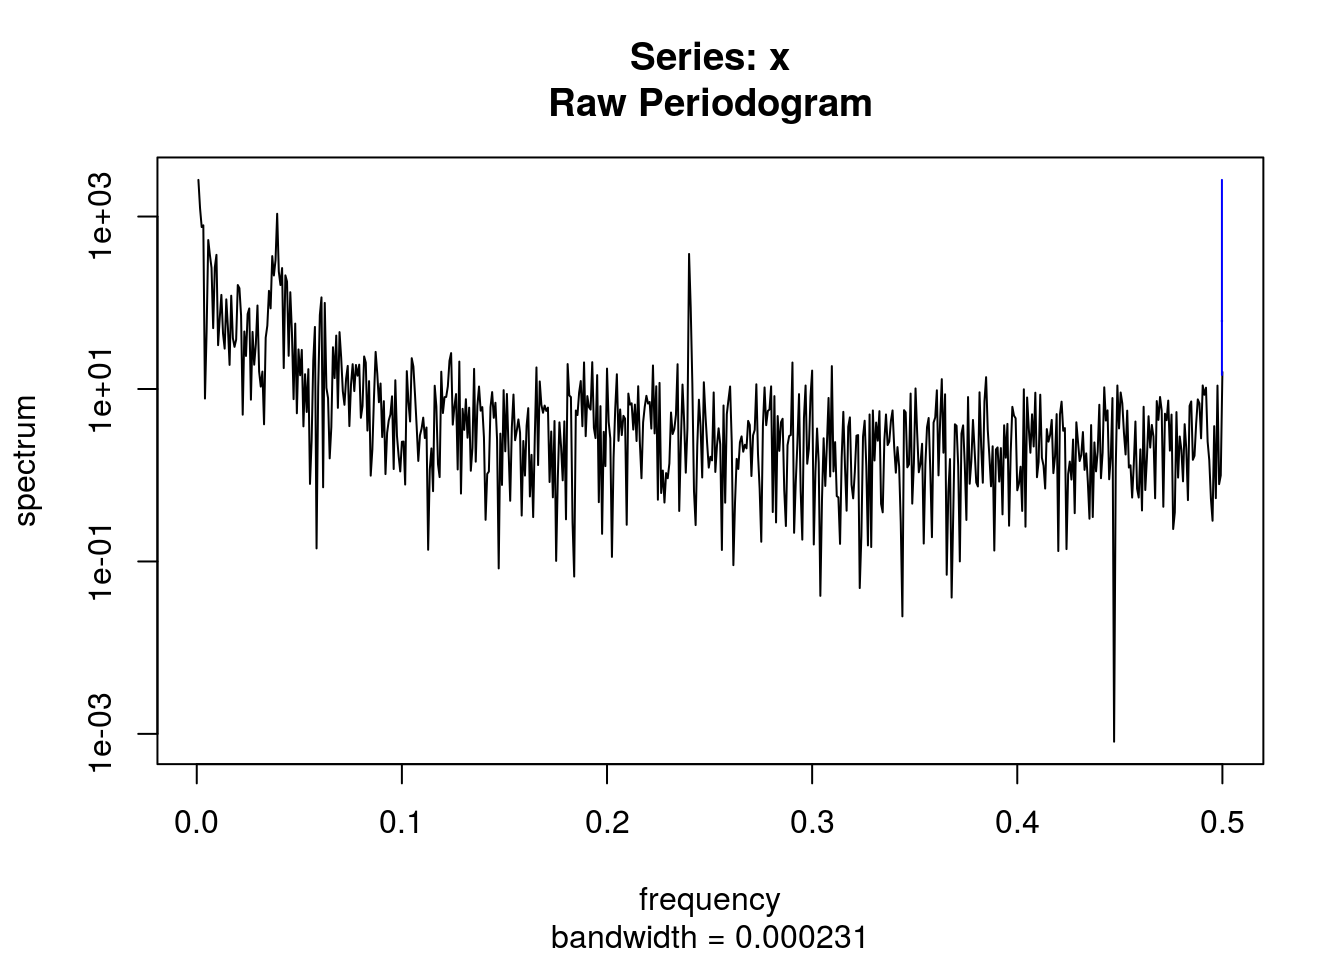 Series: x
Raw Periodogram
spectrum
1e+03
1e+01
1e-01
1e-03
0.0 0.1 0.2 0.3 0.4 0.5
frequency
bandwidth = 0.000231